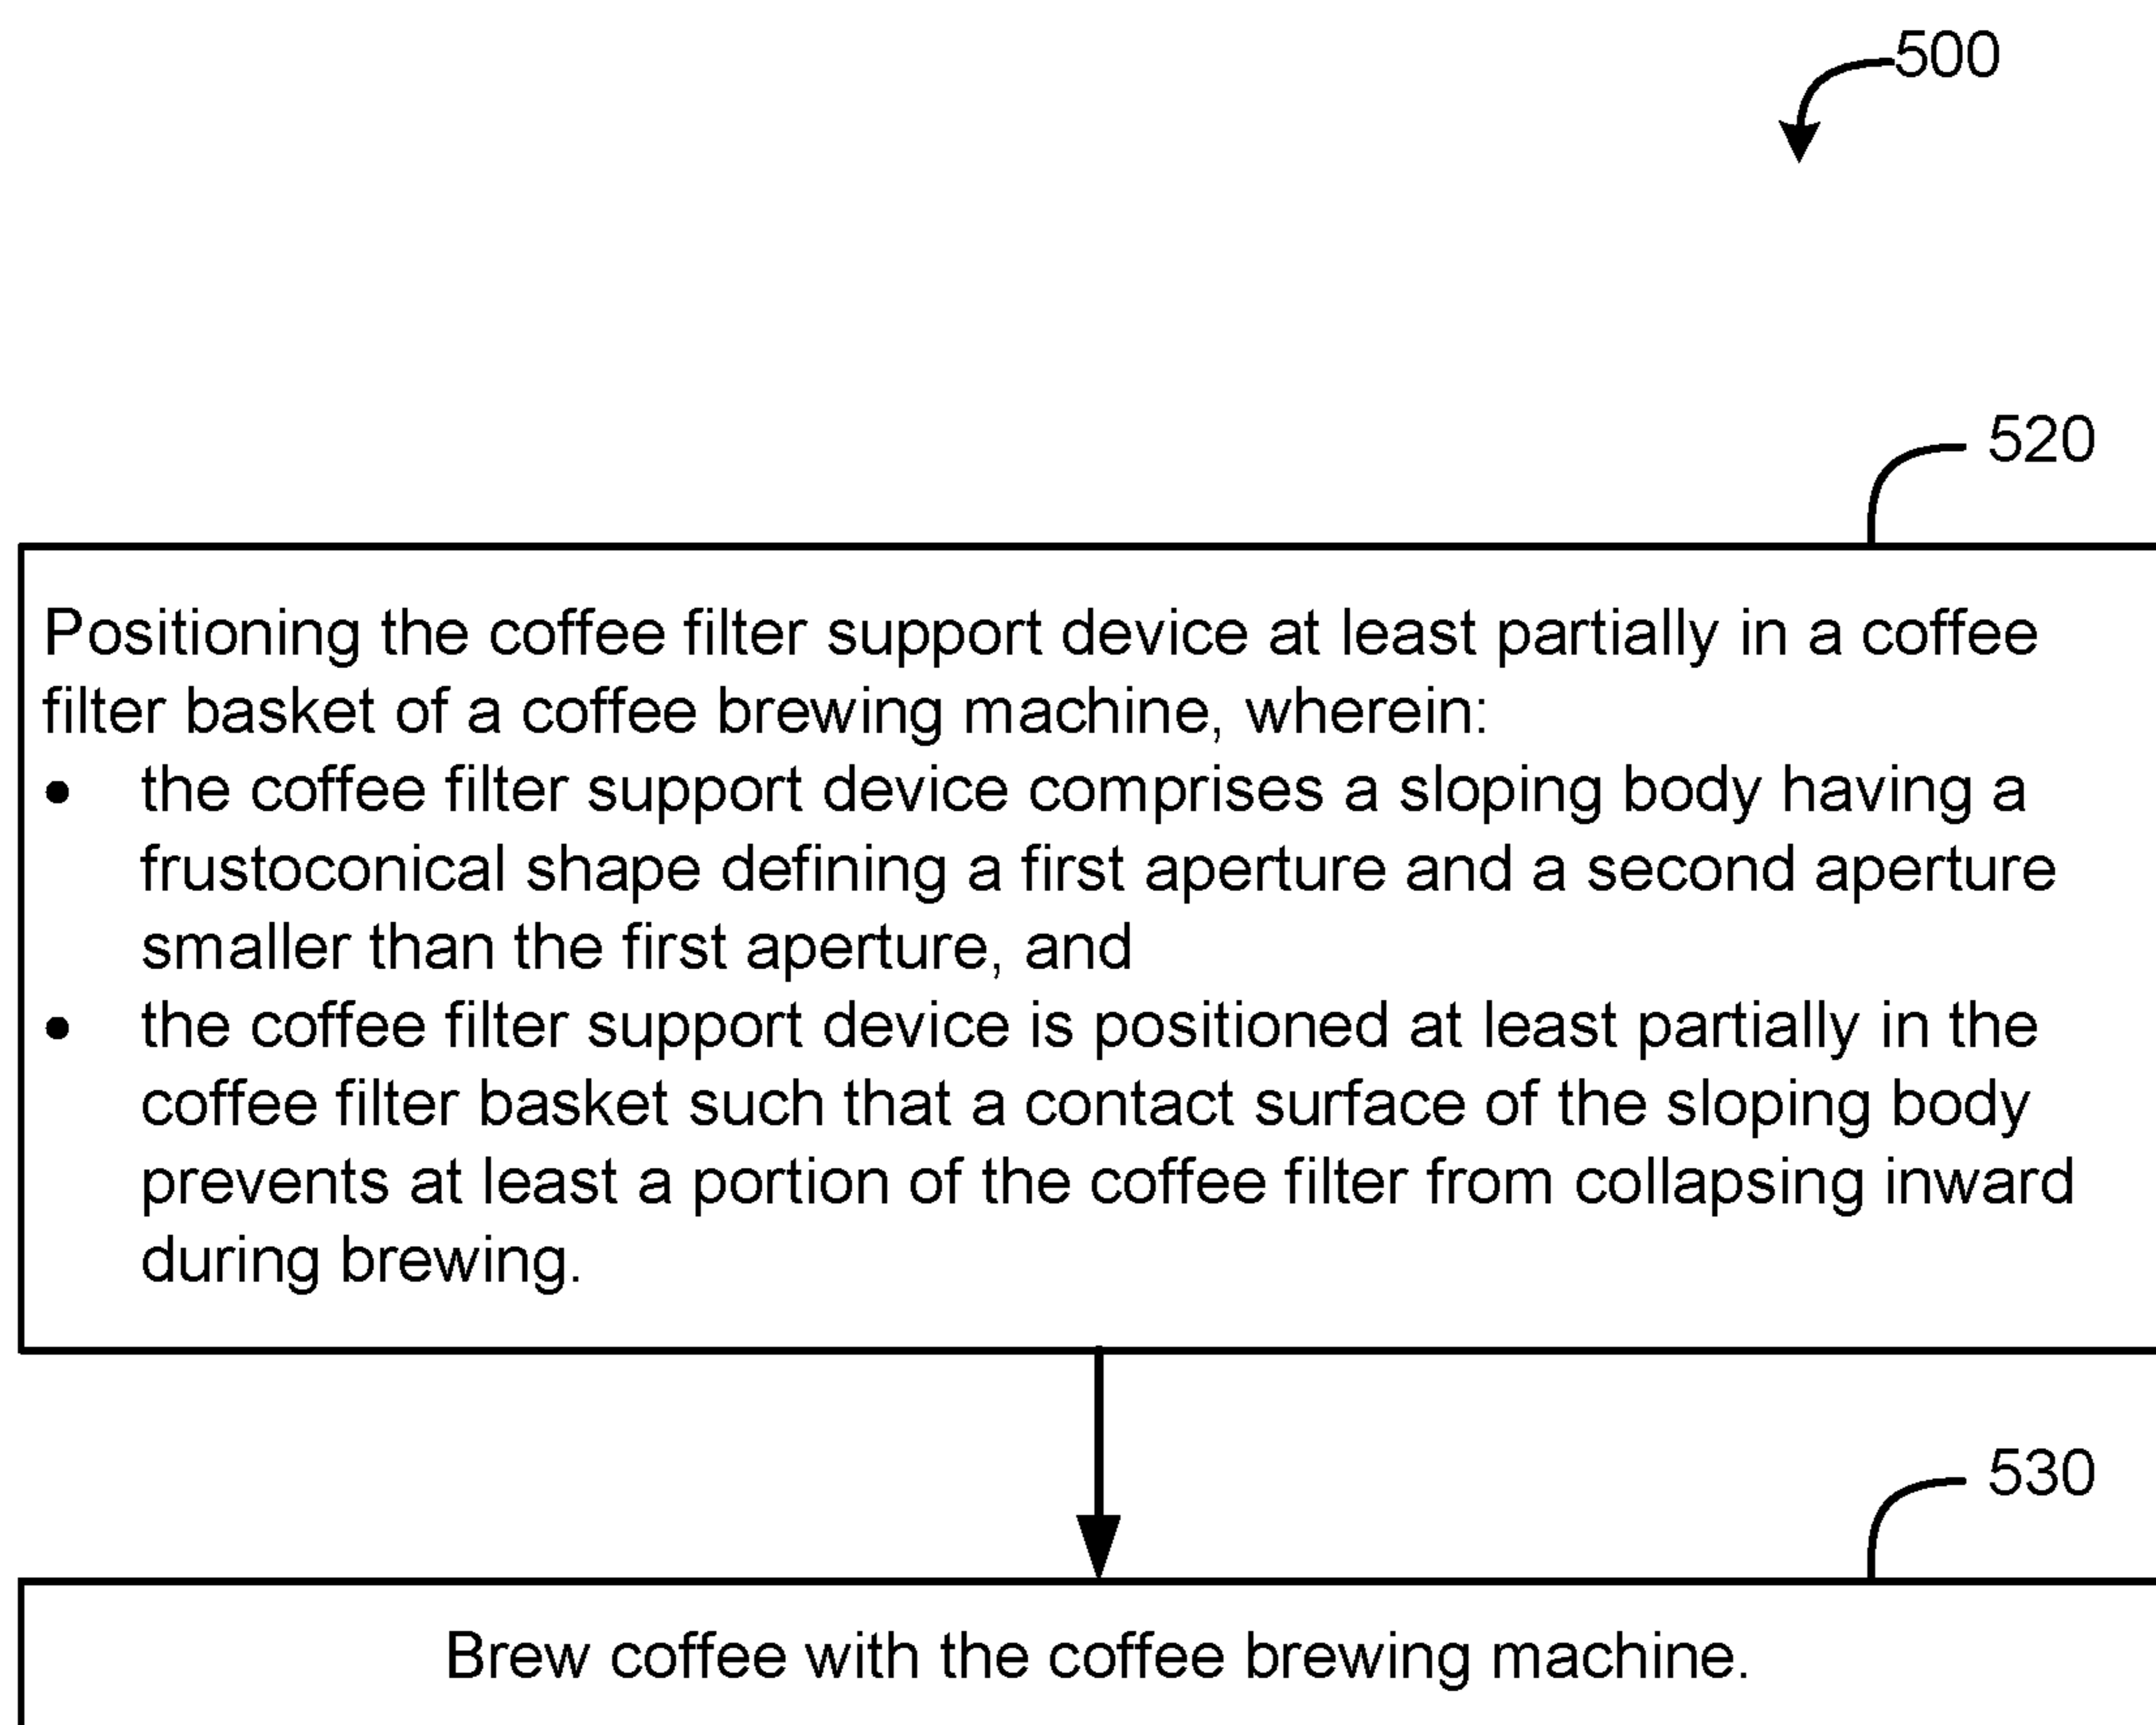 500
520
Positioning the coffee filter support device at least partially in a coffee
filter basket of a coffee brewing machine, wherein:
• the coffee filter support device comprises a sloping body having a
frustoconical shape defining a first aperture and a second aperture
smaller than the first aperture, and
• the coffee filter support device is positioned at least partially in the
coffee filter basket such that a contact surface of the sloping body
prevents at least a portion of the coffee filter from collapsing inward
during brewing.
530
Brew coffee with the coffee brewing machine.